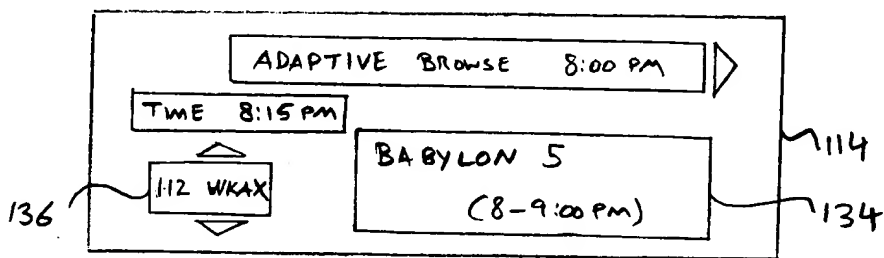 ADAPTIVE BROWSE 8:00 PM
TIME 8:15 PM
BABYLON 5
112 WKAX
(8-9:00 PM)
114
136
134